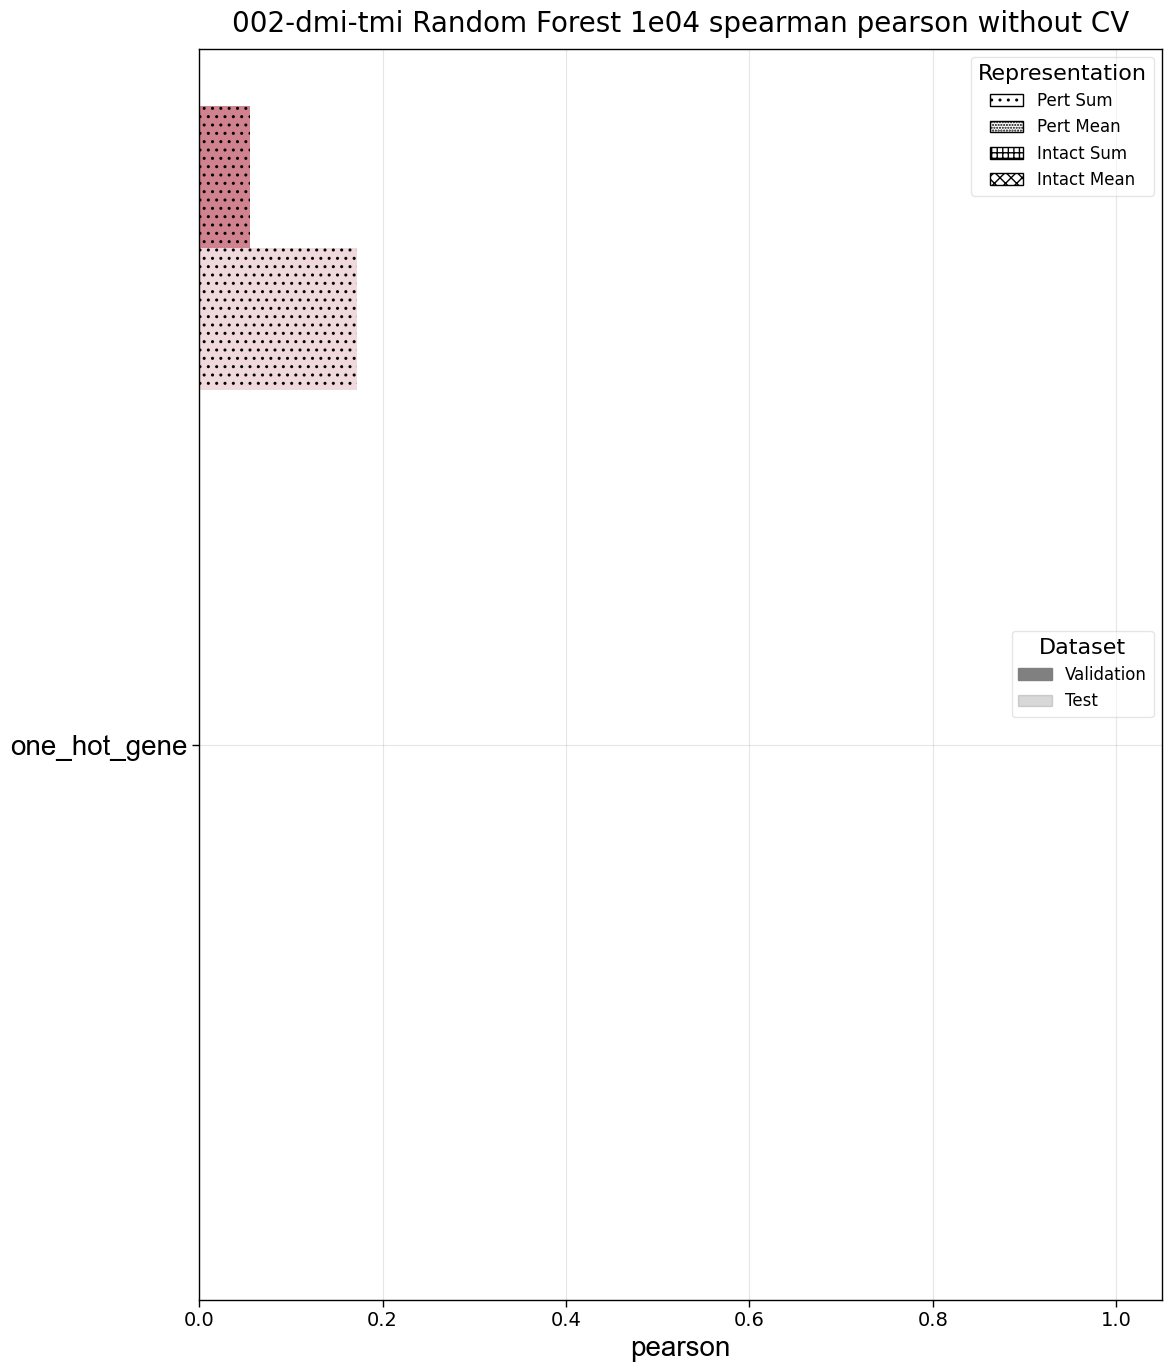 002-dmi-tmi Random Forest 1e04 spearman pearson without CV
Representation
Pert Sum
Pert Mean
Intact Sum
Intact Mean
Dataset
Validation
Test
one_hot_gene
0.0 0.2 0.4 0.6 0.8 1.0
pearson